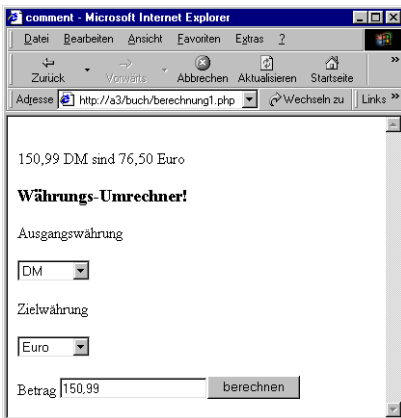 comment - Microsoft Internet Explorer
Datei Bearbeiten Ansicht Favoriten Extras ?
Zurück Vorwärts Abbrechen Aktualisieren Startseite »
Adresse http://a3/buch/berechnung1.php Wechseln zu Links »
150,99 DM sind 76,50 Euro
Währungs-Umrechner!
Ausgangswährung
DM
Zielwährung
Euro
Betrag 150,99 berechnen